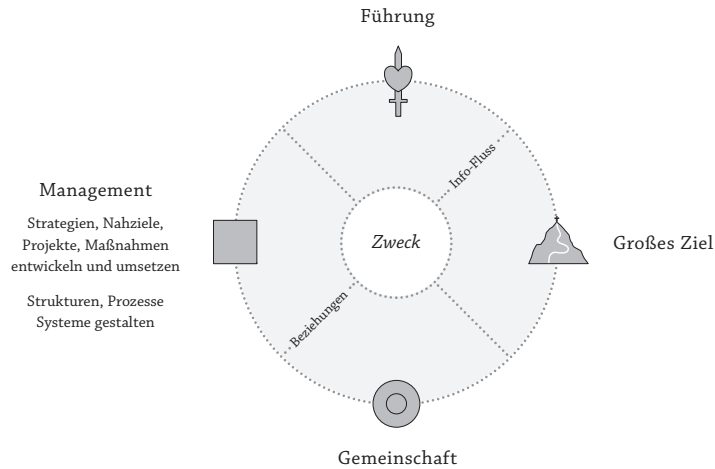 Führung
Info-Fluss
Management
Strategien, Nahziele,
Projekte, Maßnahmen
entwickeln und umsetzen
Strukturen, Prozesse
Systeme gestalten
Zweck
Großes Ziel
Beziehungen
Gemeinschaft